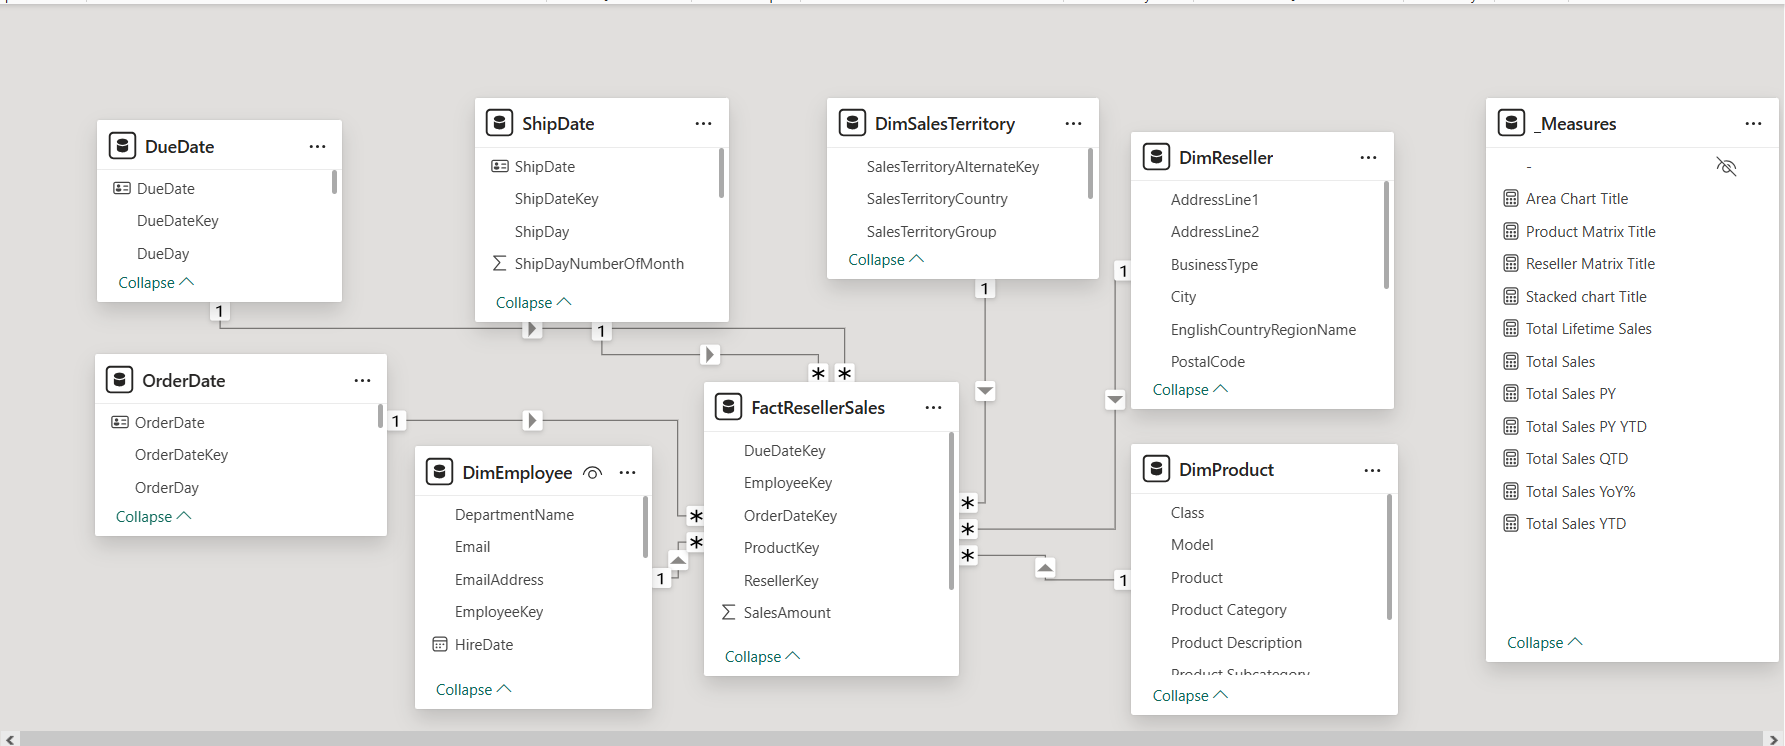 DueDate
DueDate
DueDateKey
DueDay
Collapse
ShipDate
ShipDate
ShipDateKey
ShipDay
ShipDayNumberOfMonth
Collapse
DimSalesTerritory
SalesTerritoryAlternateKey
SalesTerritoryCountry
SalesTerritoryGroup
Collapse
DimReseller
AddressLine1
AddressLine2
BusinessType
City
EnglishCountryRegionName
PostalCode
Collapse
_Measures
-
Area Chart Title
Product Matrix Title
Reseller Matrix Title
Stacked chart Title
Total Lifetime Sales
Total Sales
Total Sales PY
Total Sales PY YTD
Total Sales QTD
Total Sales YoY%
Total Sales YTD
Collapse
1
1
1
1
* *
OrderDate
OrderDate
OrderDateKey
OrderDay
Collapse
1
DimEmployee
DepartmentName
Email
EmailAddress
EmployeeKey
HireDate
Collapse
1
*
*
FactResellerSales
DueDateKey
EmployeeKey
OrderDateKey
ProductKey
ResellerKey
SalesAmount
Collapse
*
*
*
1
DimProduct
Class
Model
Product
Product Category
Product Description
Product Subcategory
Collapse